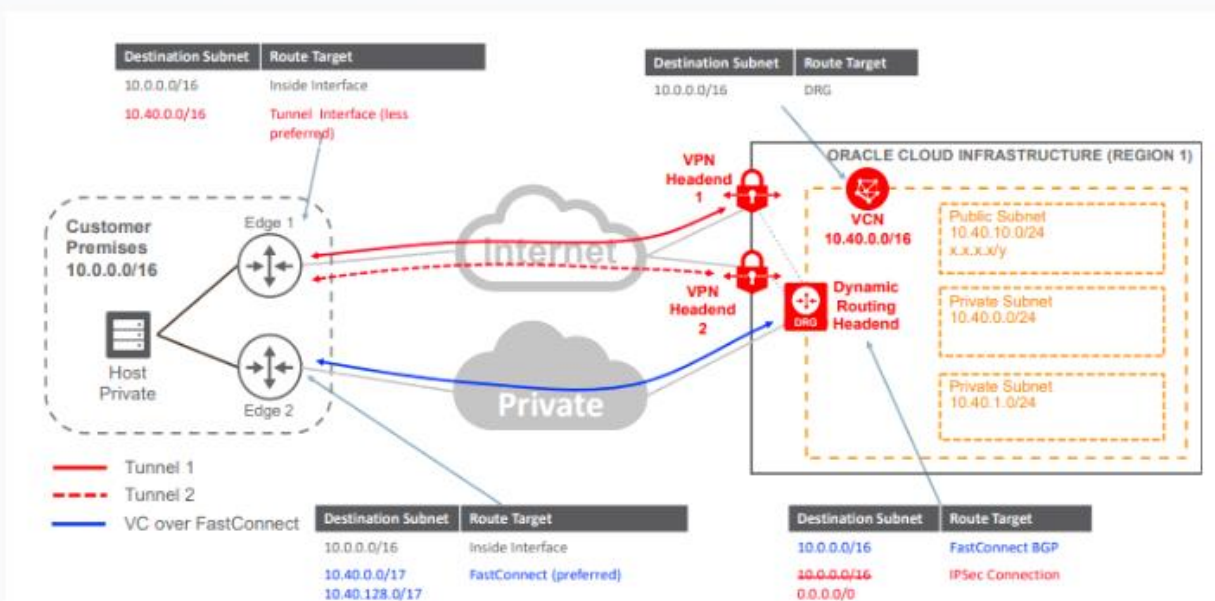 Destination Subnet Route Target
10.0.0.0/16 Inside Interface
10.40.0.0/16 Tunnel Interface (less
preferred)
Destination Subnet Route Target
10.0.0.0/16 DRG
ORACLE CLOUD INFRASTRUCTURE (REGION 1)
Customer
Premises
10.0.0.0/16
Edge 1
Host
Private
Edge 2
Internet
Private
VPN
Headend
1
VPN
Headend
2
VCN
10.40.0.0/16
DRG
Dynamic
Routing
Headend
Public Subnet
10.40.10.0/24
x.x.x.x/y
Private Subnet
10.40.0.0/24
Private Subnet
10.40.1.0/24
Tunnel 1
Tunnel 2
VC over FastConnect
Destination Subnet Route Target
10.0.0.0/16 Inside Interface
10.40.0.0/17 FastConnect (preferred)
10.40.128.0/17
Destination Subnet Route Target
10.0.0.0/16 FastConnect BGP
10.0.0.0/16 IPSec Connection
0.0.0.0/0